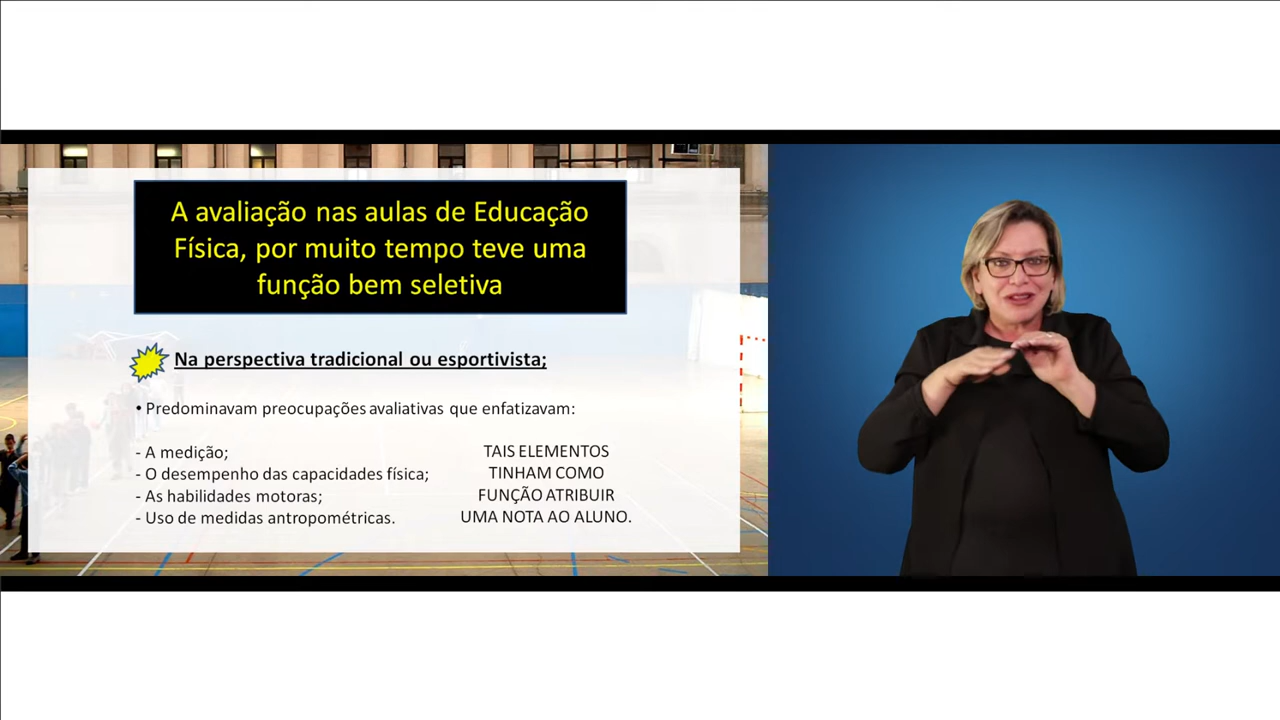 A avaliação nas aulas de Educação
Física, por muito tempo teve uma
função bem seletiva
Na perspectiva tradicional ou esportivista;
• Predominavam preocupações avaliativas que enfatizavam:
- A medição;
- O desempenho das capacidades física;
- As habilidades motoras;
- Uso de medidas antropométricas.
TAIS ELEMENTOS
TINHAM COMO
FUNÇÃO ATRIBUIR
UMA NOTA AO ALUNO.